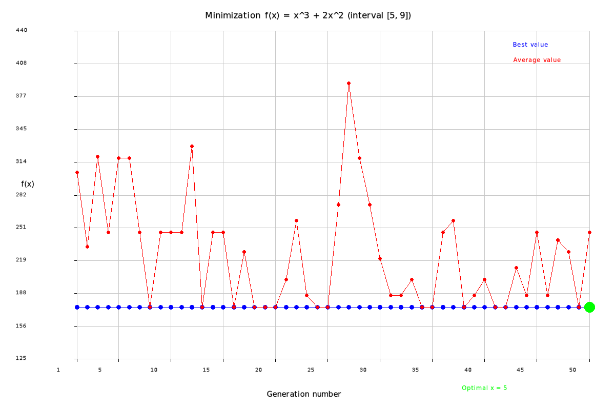 Minimization f(x) = x^3 + 2x^2 (interval [5, 9])
440
Best value
Average value
408
377
345
314
f(x)
282
251
219
188
156
125
1 5 10 15 20 25 30 35 40 45 50
Optimal x = 5
Generation number